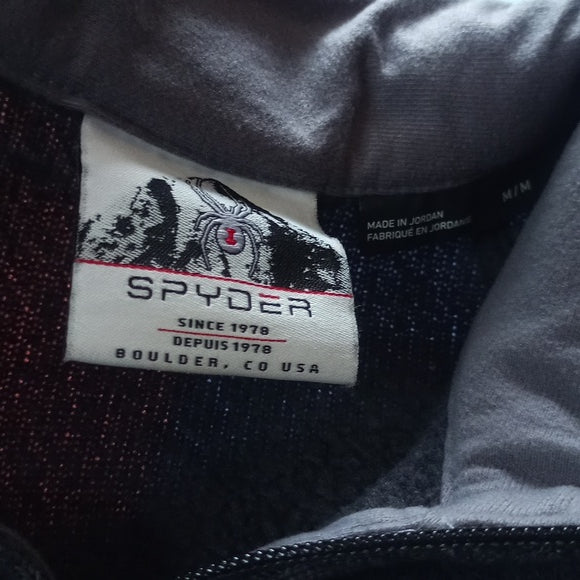 SPYDER
SINCE 1978
DEPUIS 1978
BOULDER, CO USA
M/M
MADE IN JORDAN
FABRIQUÉ EN JORDANIE